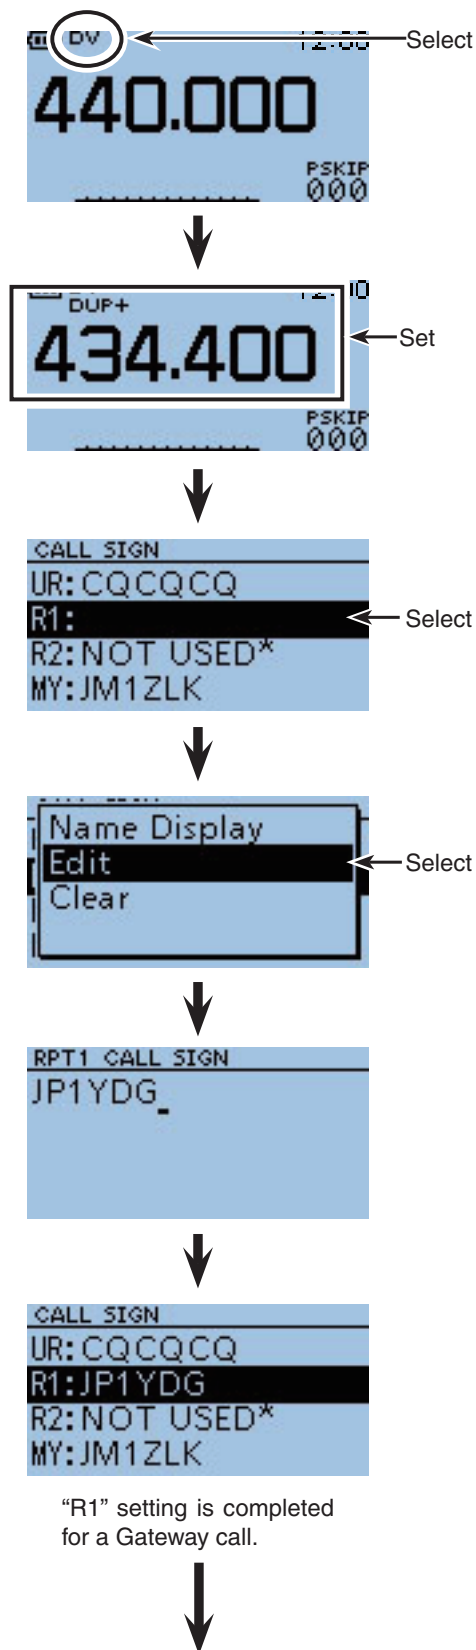 DV
Select
440.000
PSKIP
000
DUP+
434.400
Set
PSKIP
000
CALL SIGN
UR:CQCQCQ
R1:
Select
R2:NOT USED*
MY:JM1ZLK
Name Display
Edit
Select
Clear
RPT1 CALL SIGN
JP1YDG_
CALL SIGN
UR:CQCQCQ
R1:JP1YDG
R2:NOT USED*
MY:JM1ZLK
“R1” setting is completed
for a Gateway call.